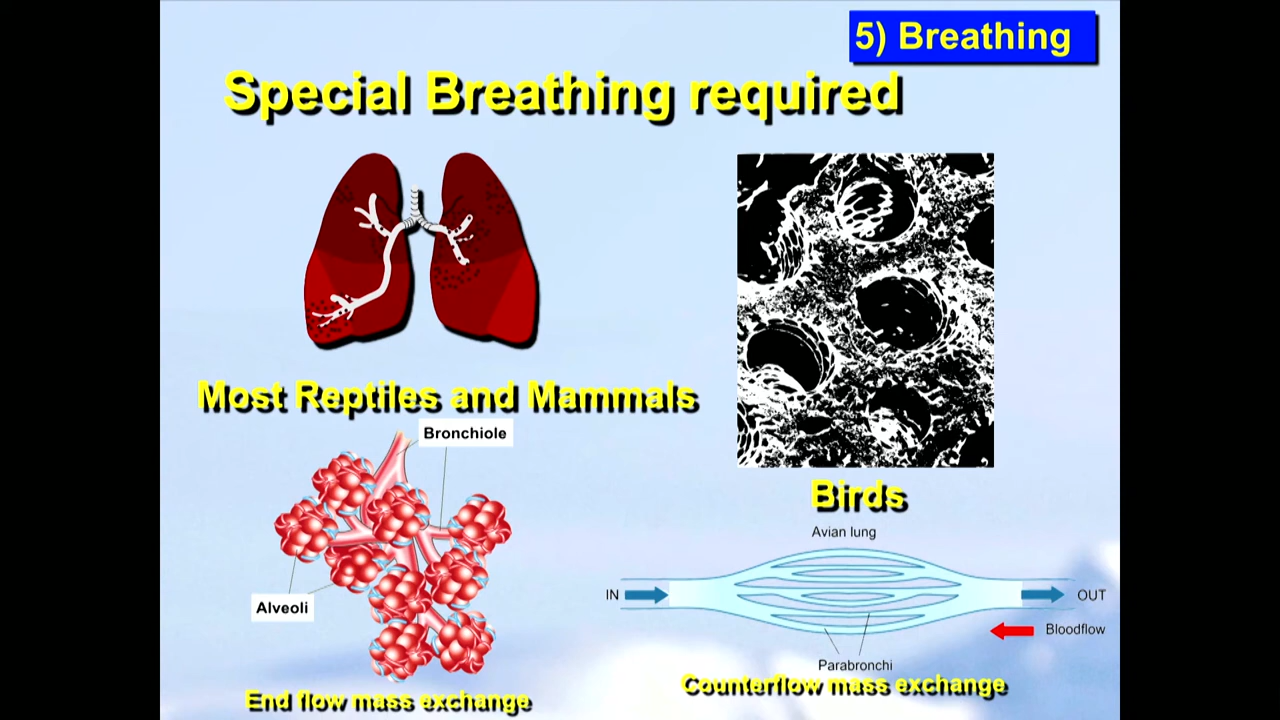 5) Breathing
Special Breathing required
Most Reptiles and Mammals
Bronchiole
Alveoli
End flow mass exchange
Birds
Avian lung
IN
OUT
Bloodflow
Parabronchi
Counterflow mass exchange